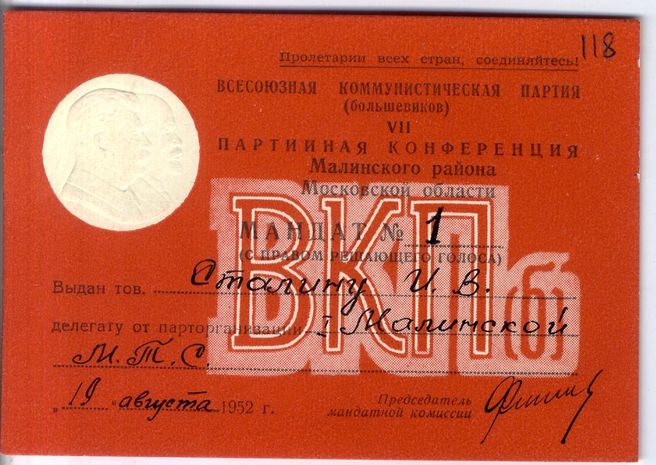 118
Пролетарии всех стран, соединяйтесь!
ВСЕСОЮЗНАЯ КОММУНИСТИЧЕСКАЯ ПАРТИЯ
(большевиков)
VII
ПАРТИЙНАЯ КОНФЕРЕНЦИЯ
Малинского района
Московской области
ВКП(б)
МАНДАТ № 1
(С ПРАВОМ РЕШАЮЩЕГО ГОЛОСА)
Выдан тов. Сталину И. В.
делегату от парторганизации I Малинской
М.Т.С.
„19" августа 1952 г.
Председатель
мандатной комиссии